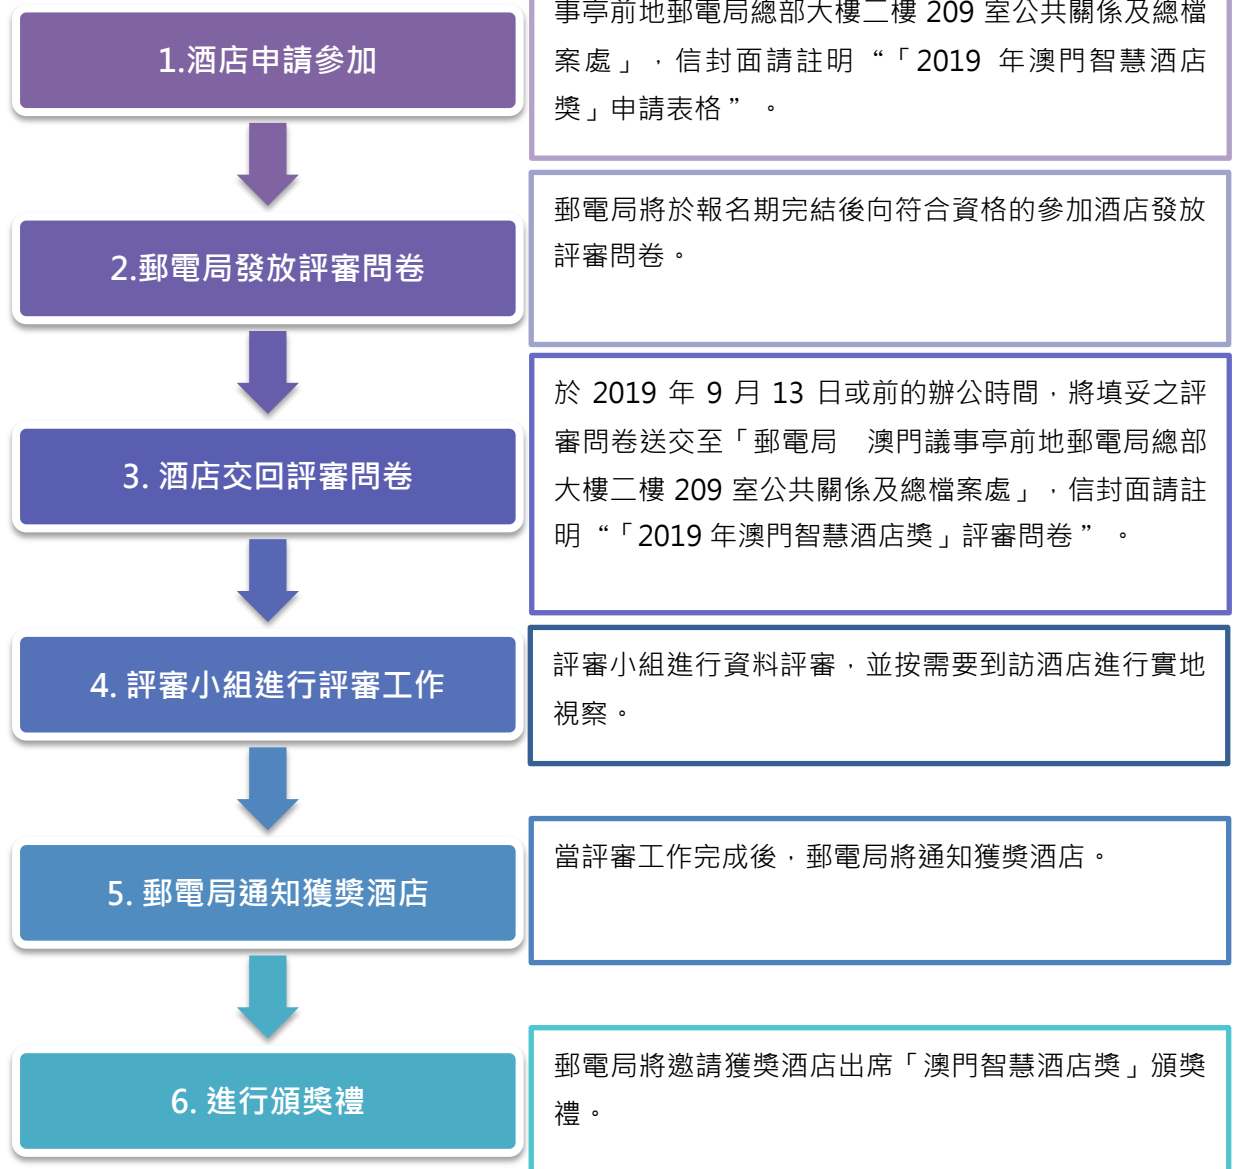 1.酒店申請參加
事亭前地郵電局總部大樓二樓 209 室公共關係及總檔
案處」，信封面請註明“「2019 年澳門智慧酒店
獎」申請表格”。
2.郵電局發放評審問卷
郵電局將於報名期完結後向符合資格的參加酒店發放
評審問卷。
3. 酒店交回評審問卷
於 2019 年 9 月 13 日或前的辦公時間，將填妥之評
審問卷送交至「郵電局　澳門議事亭前地郵電局總部
大樓二樓 209 室公共關係及總檔案處」，信封面請註
明“「2019 年澳門智慧酒店獎」評審問卷”。
4. 評審小組進行評審工作
評審小組進行資料評審，並按需要到訪酒店進行實地
視察。
5. 郵電局通知獲獎酒店
當評審工作完成後，郵電局將通知獲獎酒店。
6. 進行頒獎禮
郵電局將邀請獲獎酒店出席「澳門智慧酒店獎」頒獎
禮。